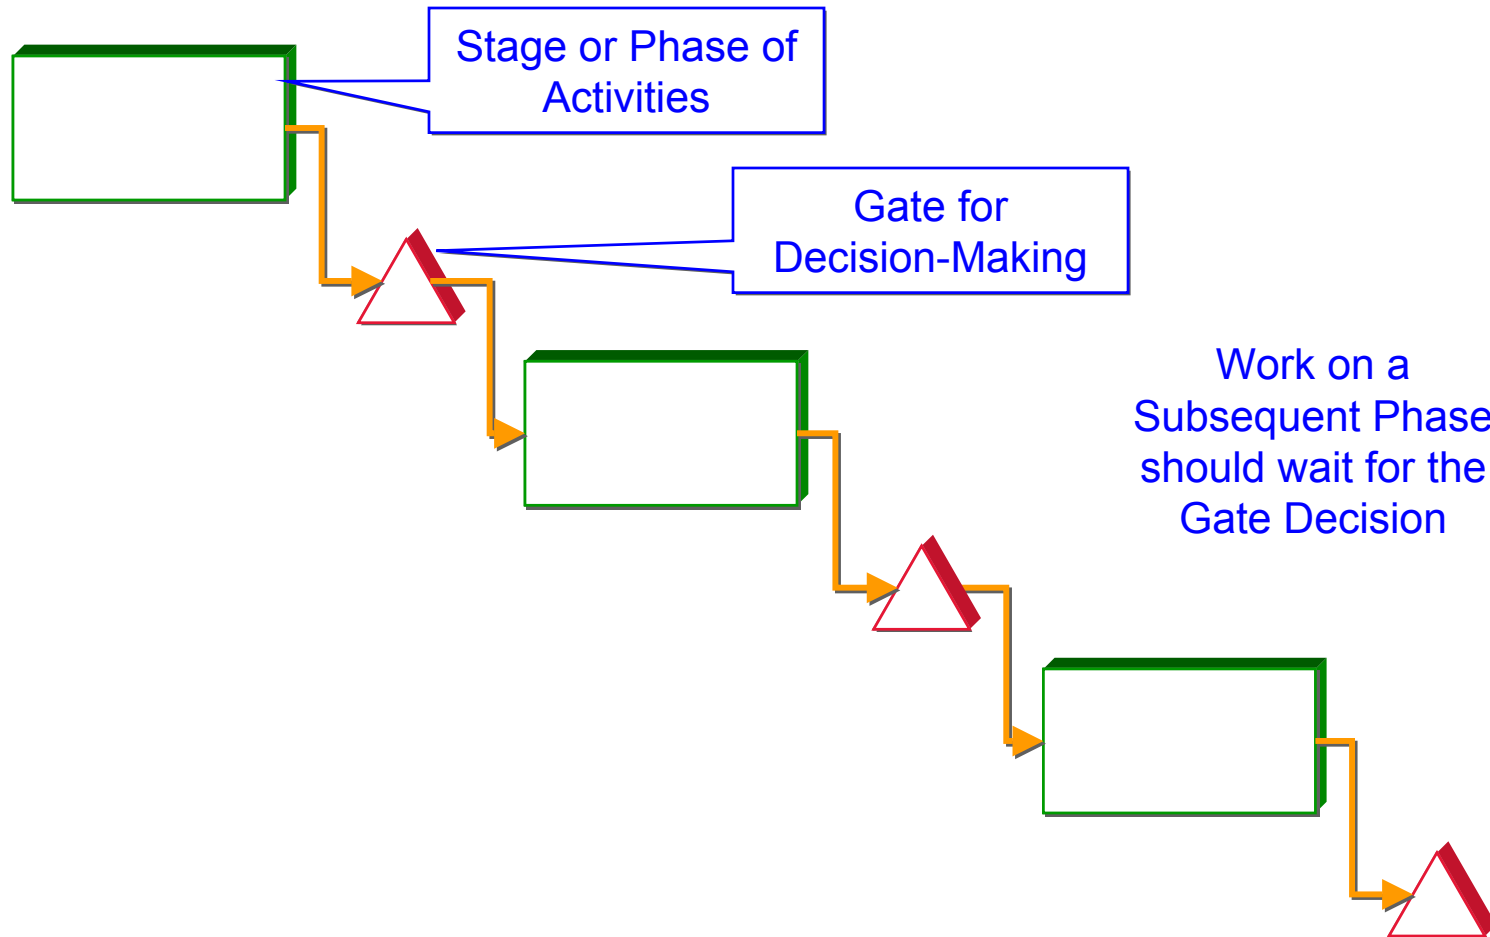 Stage or Phase of
Activities
Gate for
Decision-Making
Work on a
Subsequent Phase
should wait for the
Gate Decision